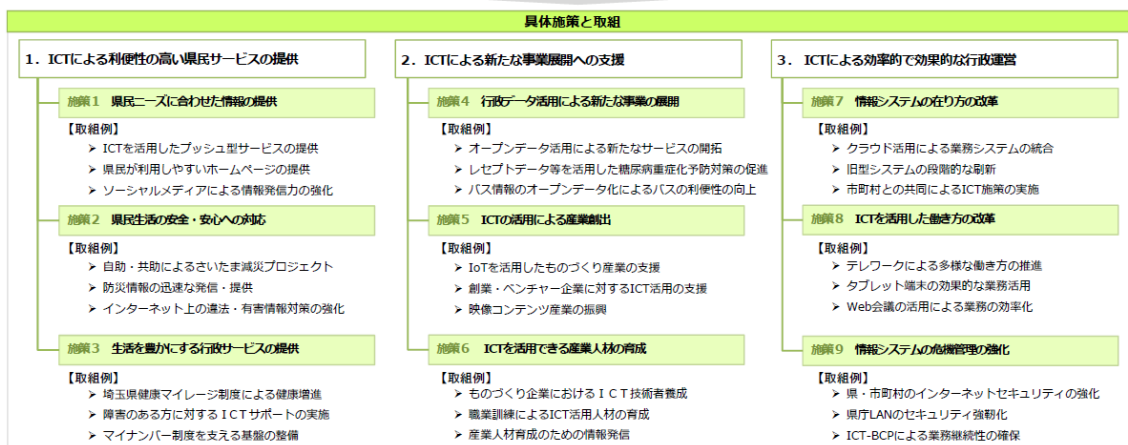 具体施策と取組
1. ICTによる利便性の高い県民サービスの提供
施策1 県民ニーズに合わせた情報の提供
【取組例】
➢ ICTを活用したプッシュ型サービスの提供
➢ 県民が利用しやすいホームページの提供
➢ ソーシャルメディアによる情報発信力の強化
施策2 県民生活の安全・安心への対応
【取組例】
➢ 自助・共助によるさいたま減災プロジェクト
➢ 防災情報の迅速な発信・提供
➢ インターネット上の違法・有害情報対策の強化
施策3 生活を豊かにする行政サービスの提供
【取組例】
➢ 埼玉県健康マイレージ制度による健康増進
➢ 障害のある方に対するICTサポートの実施
➢ マイナンバー制度を支える基盤の整備
2. ICTによる新たな事業展開への支援
施策4 行政データ活用による新たな事業の展開
【取組例】
➢ オープンデータ活用による新たなサービスの開拓
➢ レセプトデータ等を活用した糖尿病重症化予防対策の促進
➢ バス情報のオープンデータ化によるバスの利便性の向上
施策5 ICTの活用による産業創出
【取組例】
➢ IoTを活用したものづくり産業の支援
➢ 創業・ベンチャー企業に対するICT活用の支援
➢ 映像コンテンツ産業の振興
施策6 ICTを活用できる産業人材の育成
【取組例】
➢ ものづくり企業におけるICT技術者養成
➢ 職業訓練によるICT活用人材の育成
➢ 産業人材育成のための情報発信
3. ICTによる効率的で効果的な行政運営
施策7 情報システムの在り方の改革
【取組例】
➢ クラウド活用による業務システムの統合
➢ 旧型システムの段階的な刷新
➢ 市町村との共同によるICT施策の実施
施策8 ICTを活用した働き方の改革
【取組例】
➢ テレワークによる多様な働き方の推進
➢ タブレット端末の効果的な業務活用
➢ Web会議の活用による業務の効率化
施策9 情報システムの危機管理の強化
【取組例】
➢ 県・市町村のインターネットセキュリティの強化
➢ 県庁LANのセキュリティ強靭化
➢ ICT-BCPによる業務継続性の確保